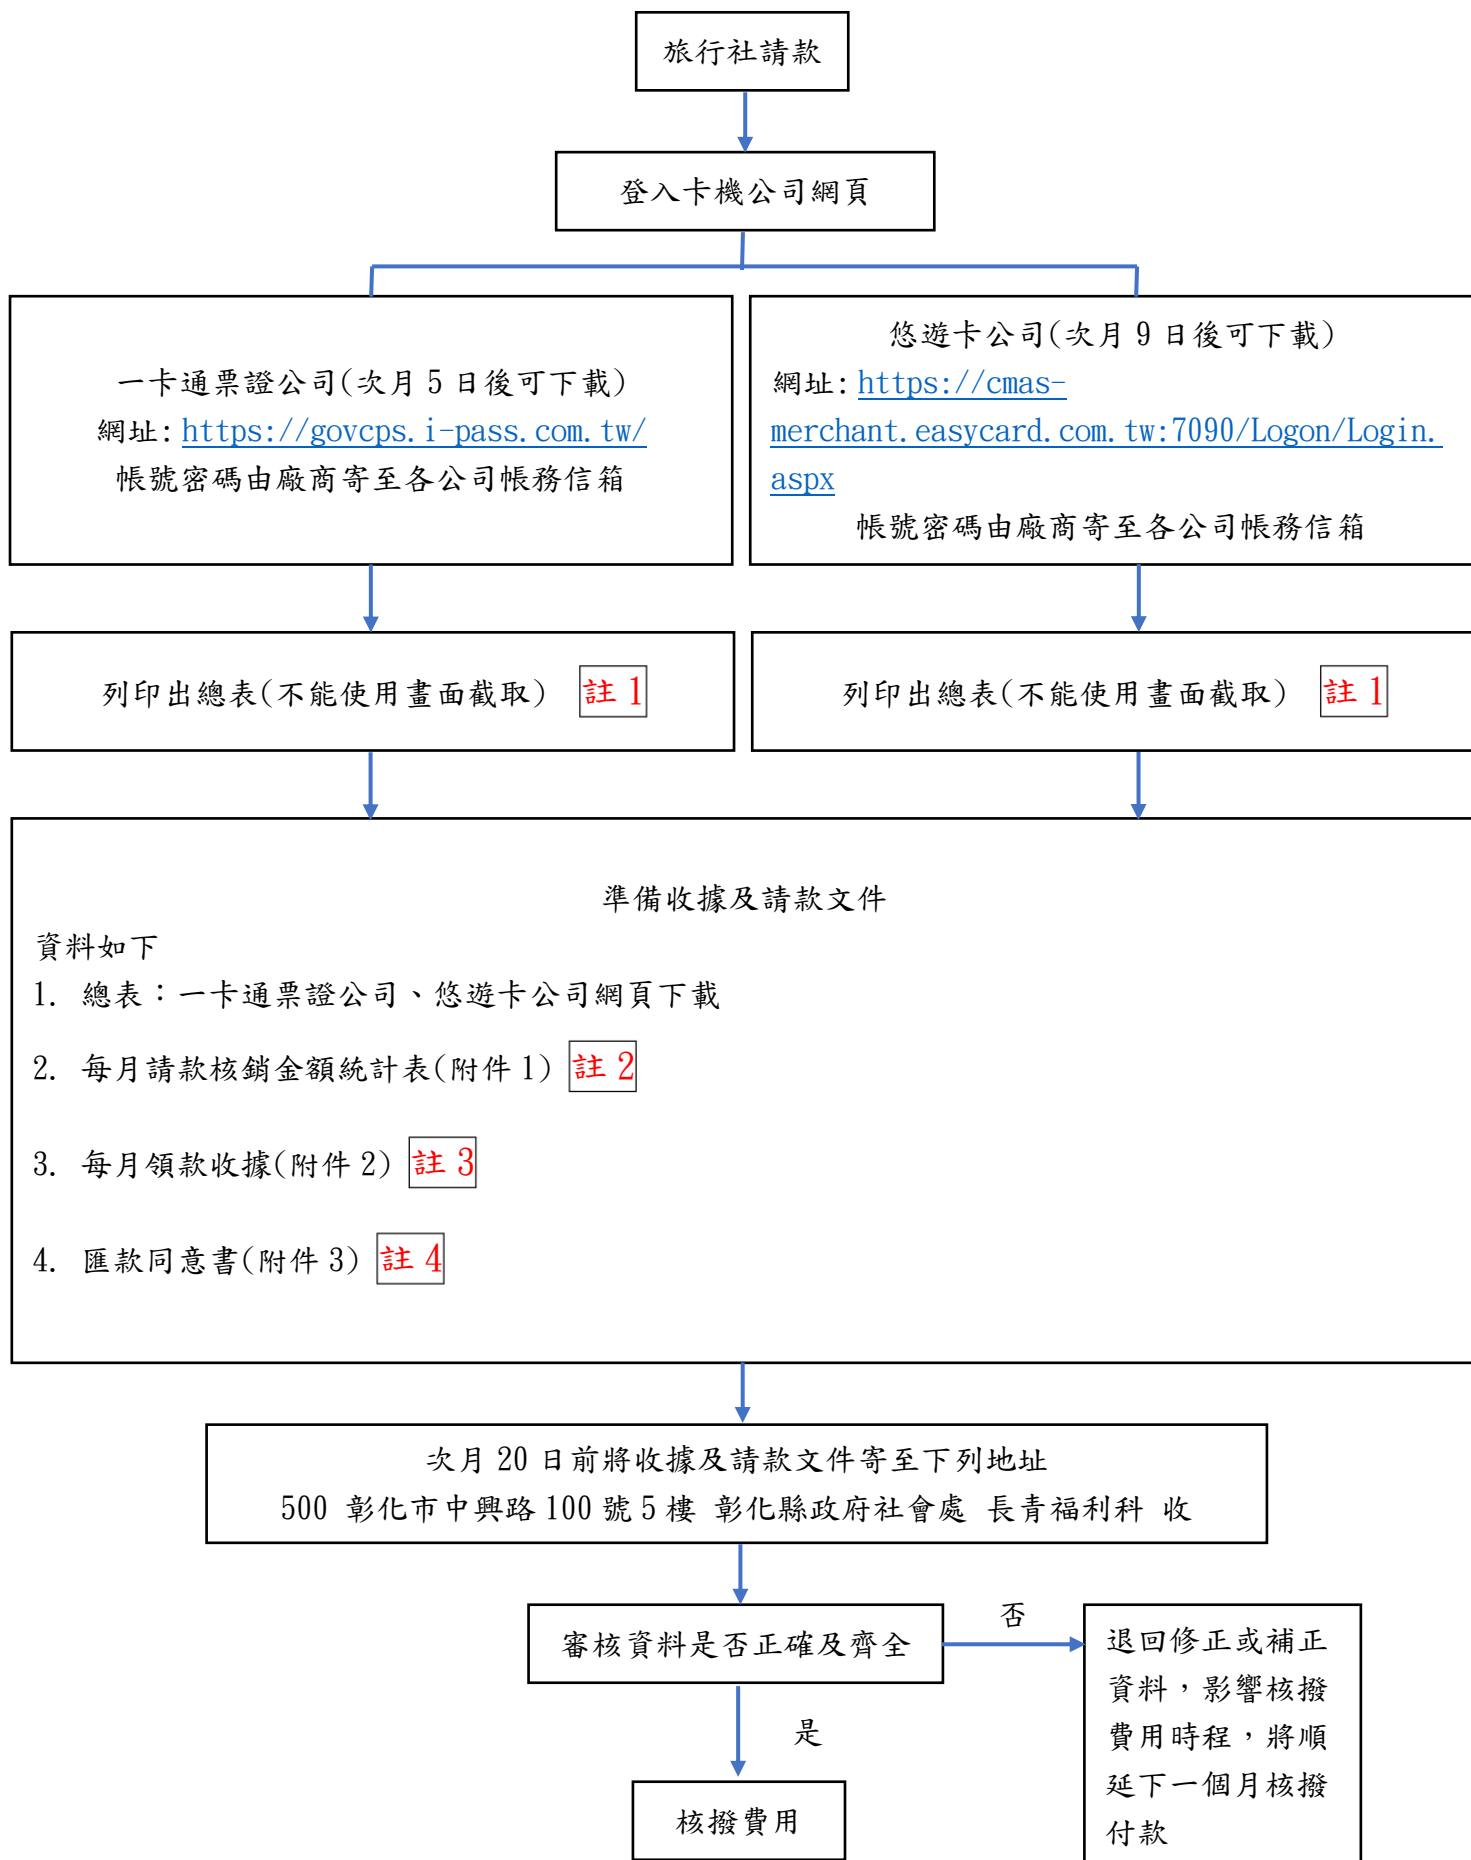 旅行社請款
登入卡機公司網頁
一卡通票證公司(次月 5 日後可下載)
網址: https://govcps.i-pass.com.tw/
帳號密碼由廠商寄至各公司帳務信箱
悠遊卡公司(次月 9 日後可下載)
網址: https://cmas-
merchant.easycard.com.tw:7090/Logon/Login.
aspx
帳號密碼由廠商寄至各公司帳務信箱
列印出總表(不能使用畫面截取) 註 1
列印出總表(不能使用畫面截取) 註 1
準備收據及請款文件
資料如下
1. 總表：一卡通票證公司、悠遊卡公司網頁下載
2. 每月請款核銷金額統計表(附件 1) 註 2
3. 每月領款收據(附件 2) 註 3
4. 匯款同意書(附件 3) 註 4
次月 20 日前將收據及請款文件寄至下列地址
500 彰化市中興路 100 號 5 樓 彰化縣政府社會處 長青福利科 收
審核資料是否正確及齊全
否
退回修正或補正
資料，影響核撥
費用時程，將順
延下一個月核撥
付款
是
核撥費用